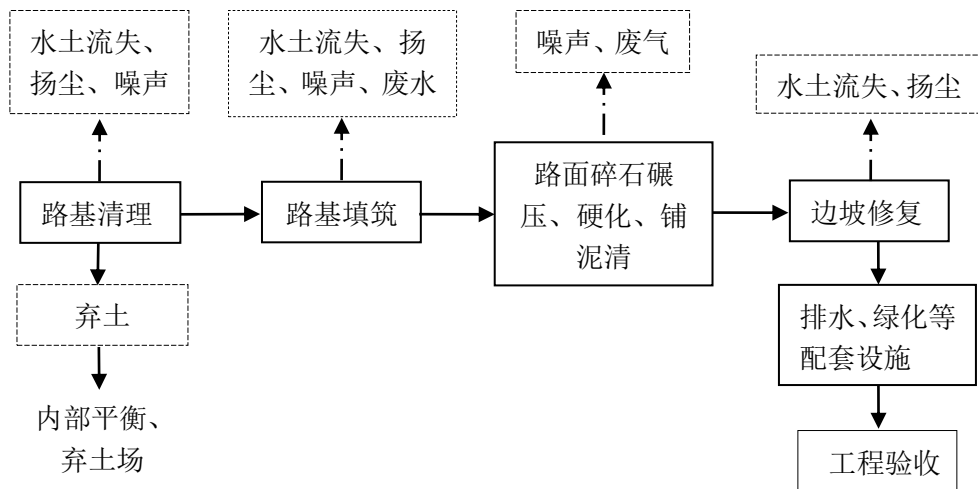 水土流失、
扬尘、噪声
水土流失、扬
尘、噪声、废水
噪声、废气
水土流失、扬尘
路基清理
路基填筑
路面碎石碾
压、硬化、铺
泥清
边坡修复
弃土
排水、绿化等
配套设施
内部平衡、
弃土场
工程验收